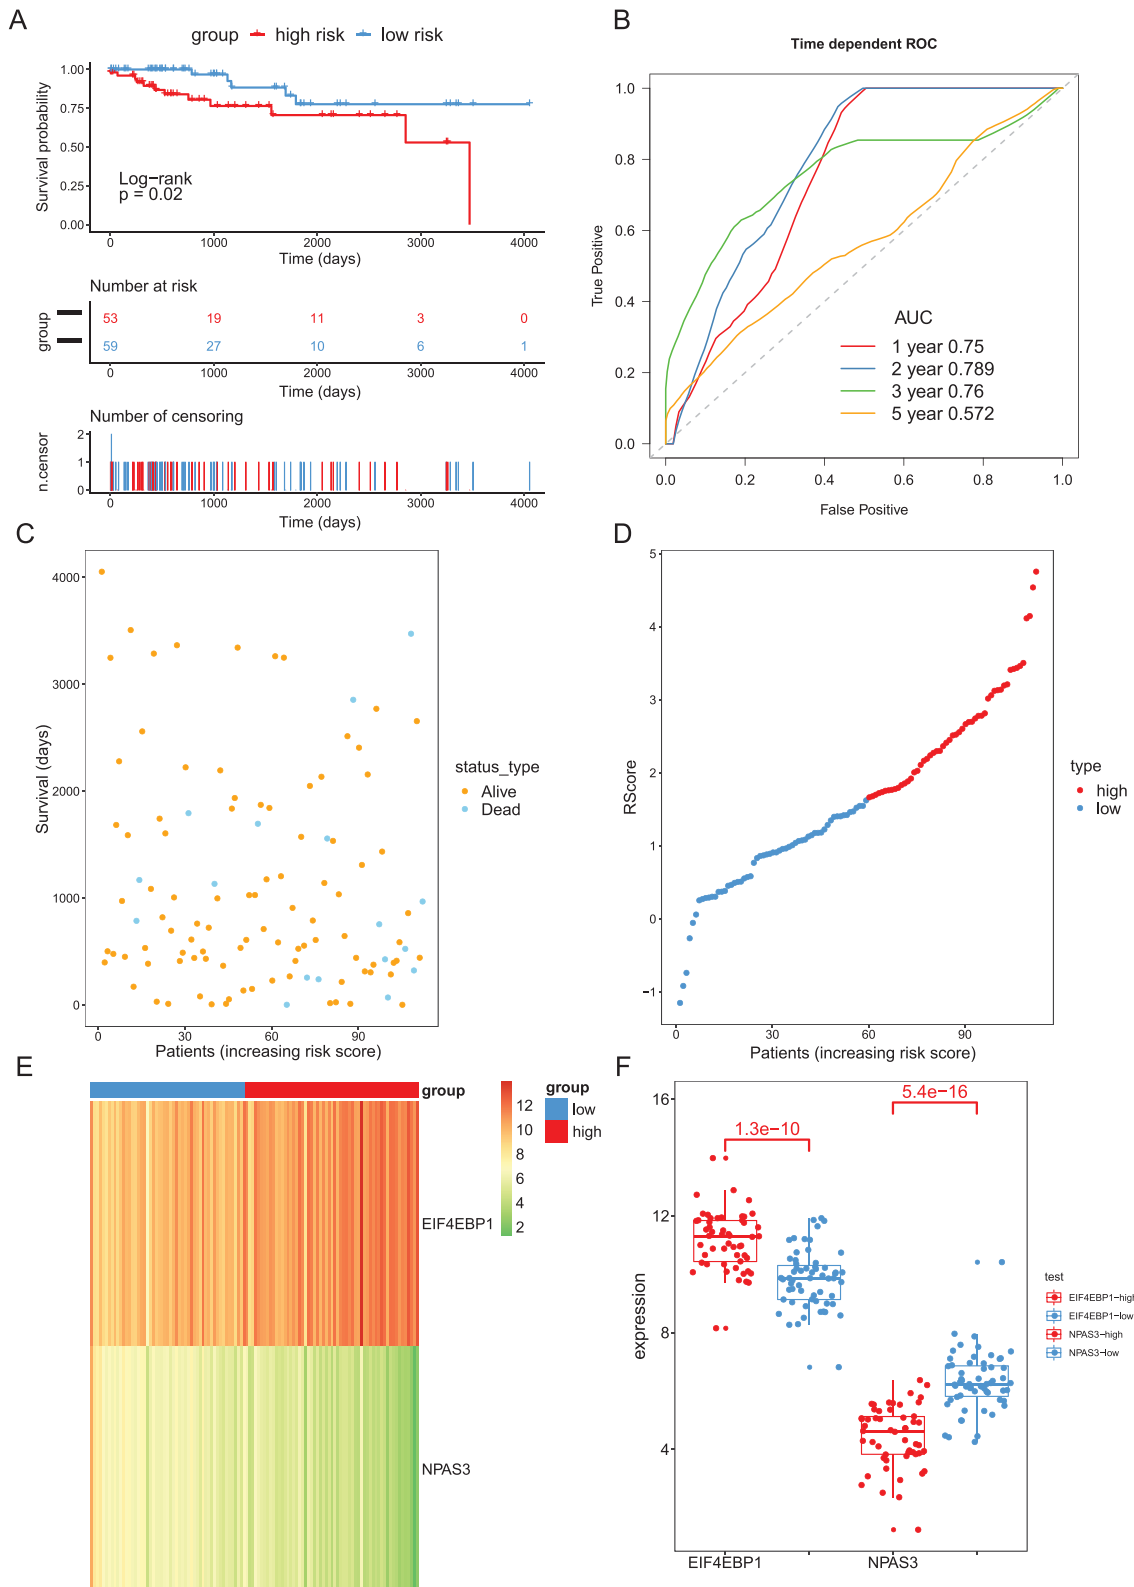 A
group high risk low risk
1.00
0.75
0.50
0.25
0.00
Survival probability
Log−rank
p = 0.02
0 1000 2000 3000 4000
Time (days)
Number at risk
group
53 19 11 3 0
59 27 10 6 1
0 1000 2000 3000 4000
Time (days)
Number of censoring
n.censor
2
1
0
0 1000 2000 3000 4000
Time (days)
B
Time dependent ROC
True Positive
1.0
0.8
0.6
0.4
0.2
0.0
AUC
1 year 0.75
2 year 0.789
3 year 0.76
5 year 0.572
0.0 0.2 0.4 0.6 0.8 1.0
False Positive
C
Survival (days)
4000
3000
2000
1000
0
0 30 60 90
Patients (increasing risk score)
status_type
Alive
Dead
D
RScore
5
4
3
2
1
0
−1
0 30 60 90
Patients (increasing risk score)
type
high
low
E
group
EIF4EBP1
NPAS3
12
10
8
6
4
2
group
low
high
F
expression
16
12
8
4
1.3e−10
5.4e−16
EIF4EBP1 NPAS3
test
EIF4EBP1−high
EIF4EBP1−low
NPAS3−high
NPAS3−low